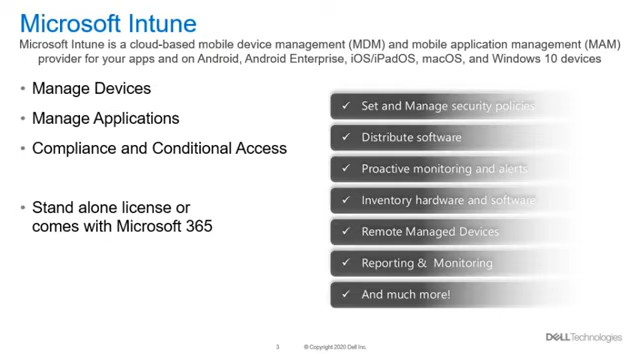 Microsoft Intune
Microsoft Intune is a cloud-based mobile device management (MDM) and mobile application management (MAM)
provider for your apps and on Android, Android Enterprise, iOS/iPadOS, macOS, and Windows 10 devices
• Manage Devices
• Manage Applications
• Compliance and Conditional Access
• Stand alone license or
comes with Microsoft 365
✓ Set and Manage security policies
✓ Distribute software
✓ Proactive monitoring and alerts
✓ Inventory hardware and software
✓ Remote Managed Devices
✓ Reporting & Monitoring
✓ And much more!
3 © Copyright 2020 Dell Inc.
DELL Technologies